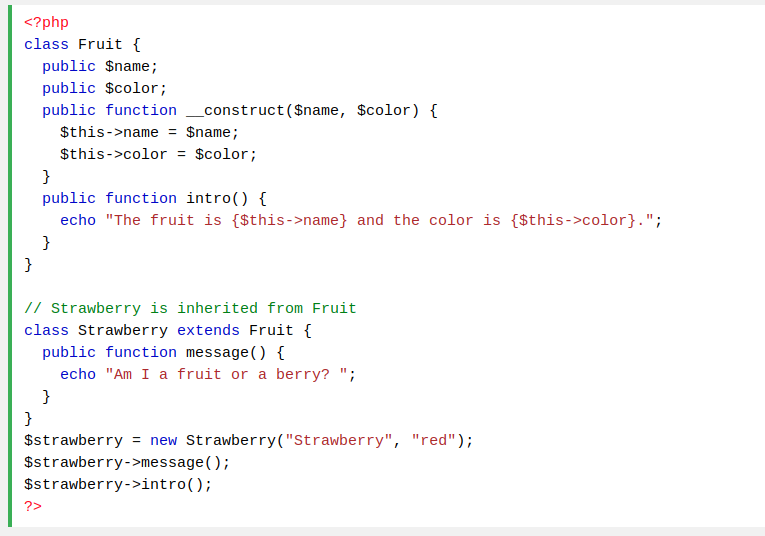 <?php
class Fruit {
  public $name;
  public $color;
  public function __construct($name, $color) {
    $this->name = $name;
    $this->color = $color;
  }
  public function intro() {
    echo "The fruit is {$this->name} and the color is {$this->color}.";
  }
}

// Strawberry is inherited from Fruit
class Strawberry extends Fruit {
  public function message() {
    echo "Am I a fruit or a berry? ";
  }
}
$strawberry = new Strawberry("Strawberry", "red");
$strawberry->message();
$strawberry->intro();
?>